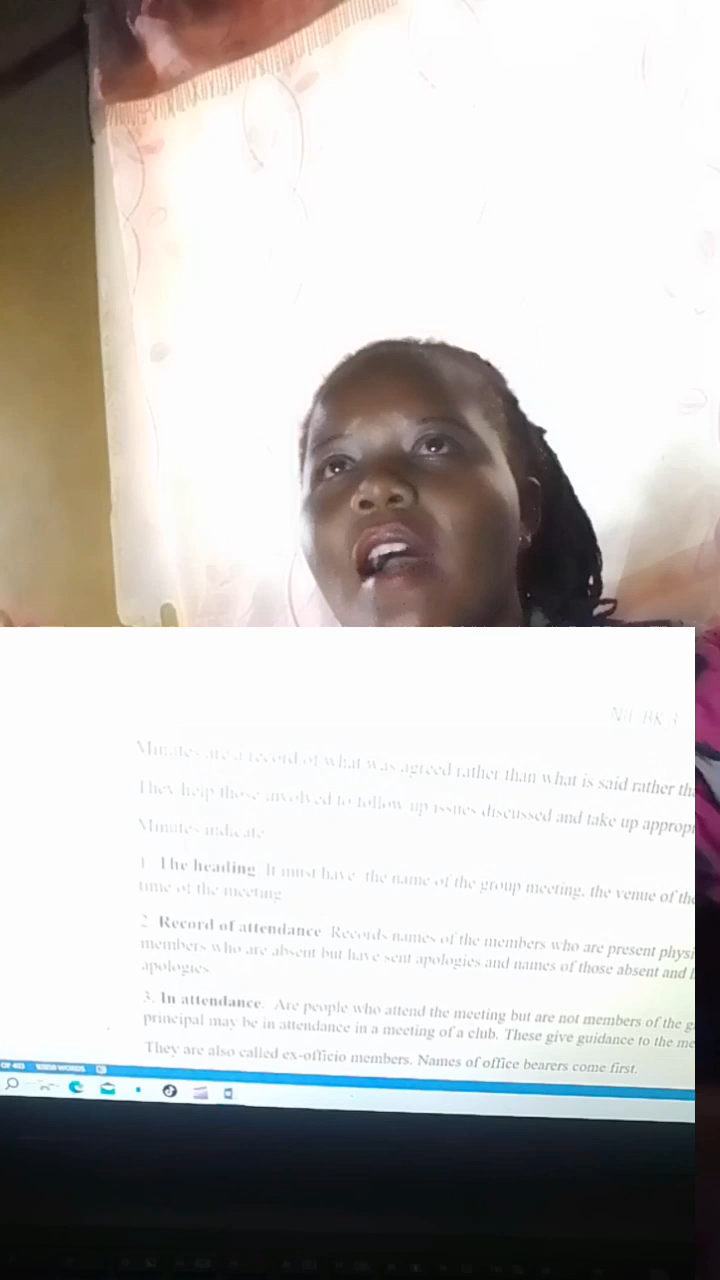 Minutes are a record of what was agreed rather than what is said rather
They help those involved to follow up issues discussed and take up
Minutes indicate
1. The heading It must have the name of the group meeting, the venue of the
time of the meeting
2. Record of attendance Records names of the members who are present
members who are absent but have sent apologies and names of those absent and
apologies
3. In attendance. Are people who attend the meeting but are not members of the
principal may be in attendance in a meeting of a club. These give guidance to the
They are also called ex-officio members. Names of office bearers come first.
OF 403 WORDS